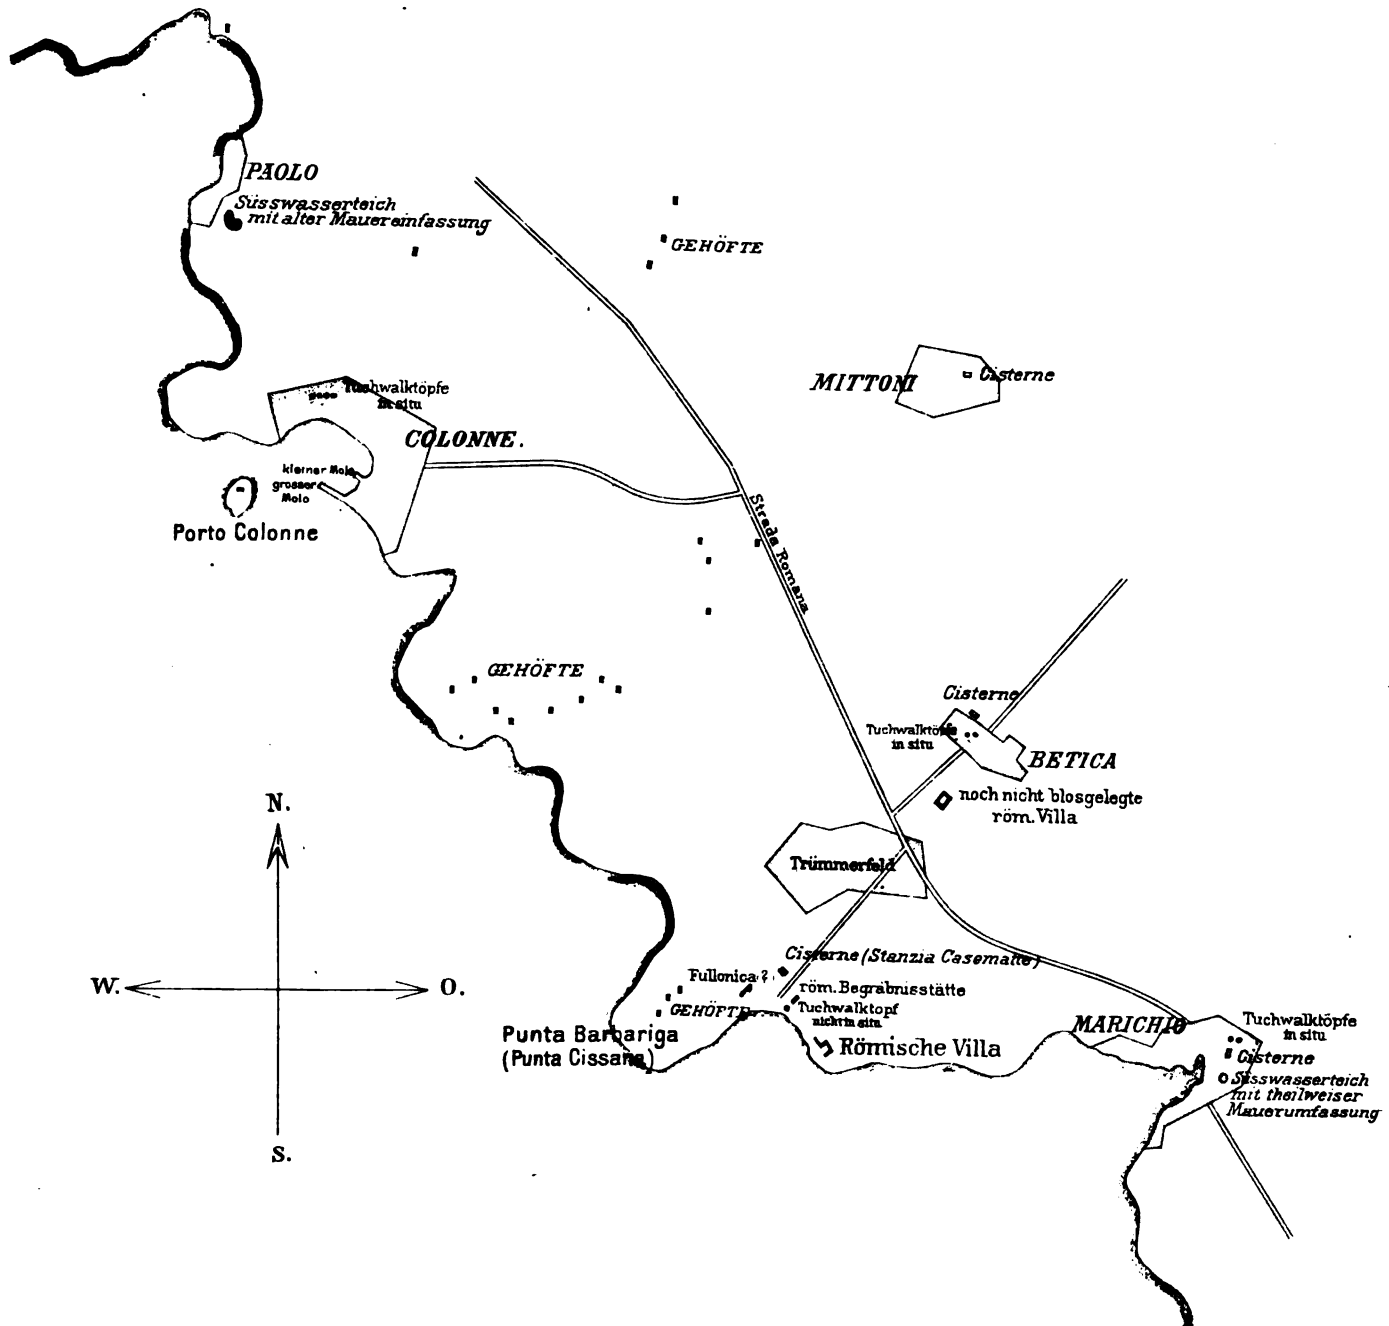 PAOLO
Süsswasserteich
mit alter Mauereinfassung
GEHÖFTE
MITTONI
Cisterne
Tuchwalktöpfe
in situ
COLONNE.
kleiner Molo
grosser
Molo
Porto Colonne
Strada Romana
GEHÖFTE
Cisterne
Tuchwalktöpfe
in situ
BETICA
noch nicht blosgelegte
röm. Villa
N.
W.
O.
S.
Trümmerfeld
Cisterne (Stanzia Casematte)
Fullonica?
röm. Begräbnisstätte
GEHÖFTE
Tuchwalktopf
nicht in situ
Punta Barbariga
(Punta Cissana)
Römische Villa
MARICHIO
Tuchwalktöpfe
in situ
Cisterne
Süsswasserteich
mit theilweiser
Mauerumfassung